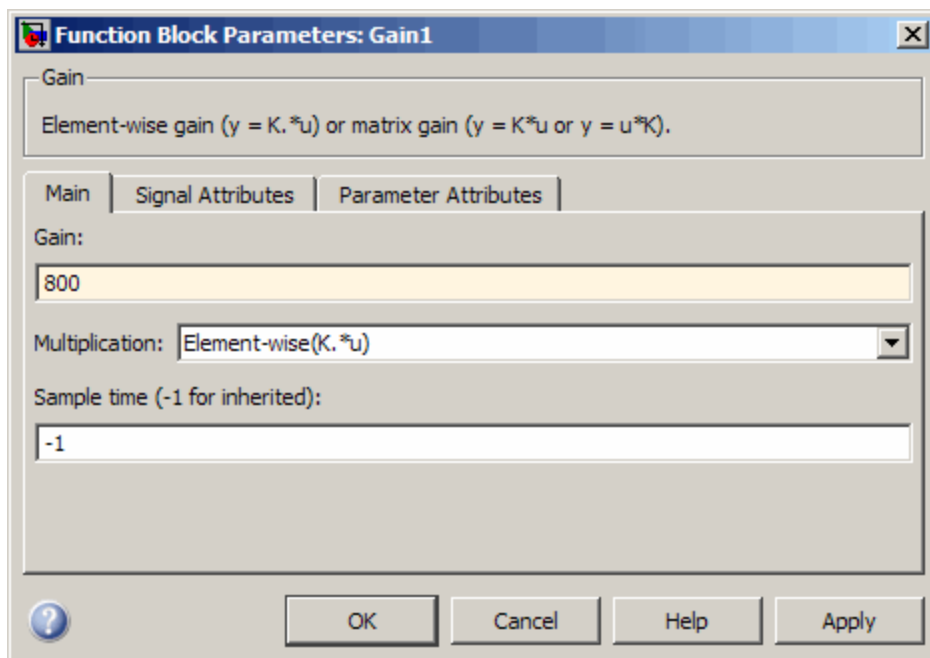 Function Block Parameters: Gain1
Gain
Element-wise gain (y = K.*u) or matrix gain (y = K*u or y = u*K).
Main Signal Attributes Parameter Attributes
Gain:
800
Multiplication: Element-wise(K.*u)
Sample time (-1 for inherited):
-1
? OK Cancel Help Apply